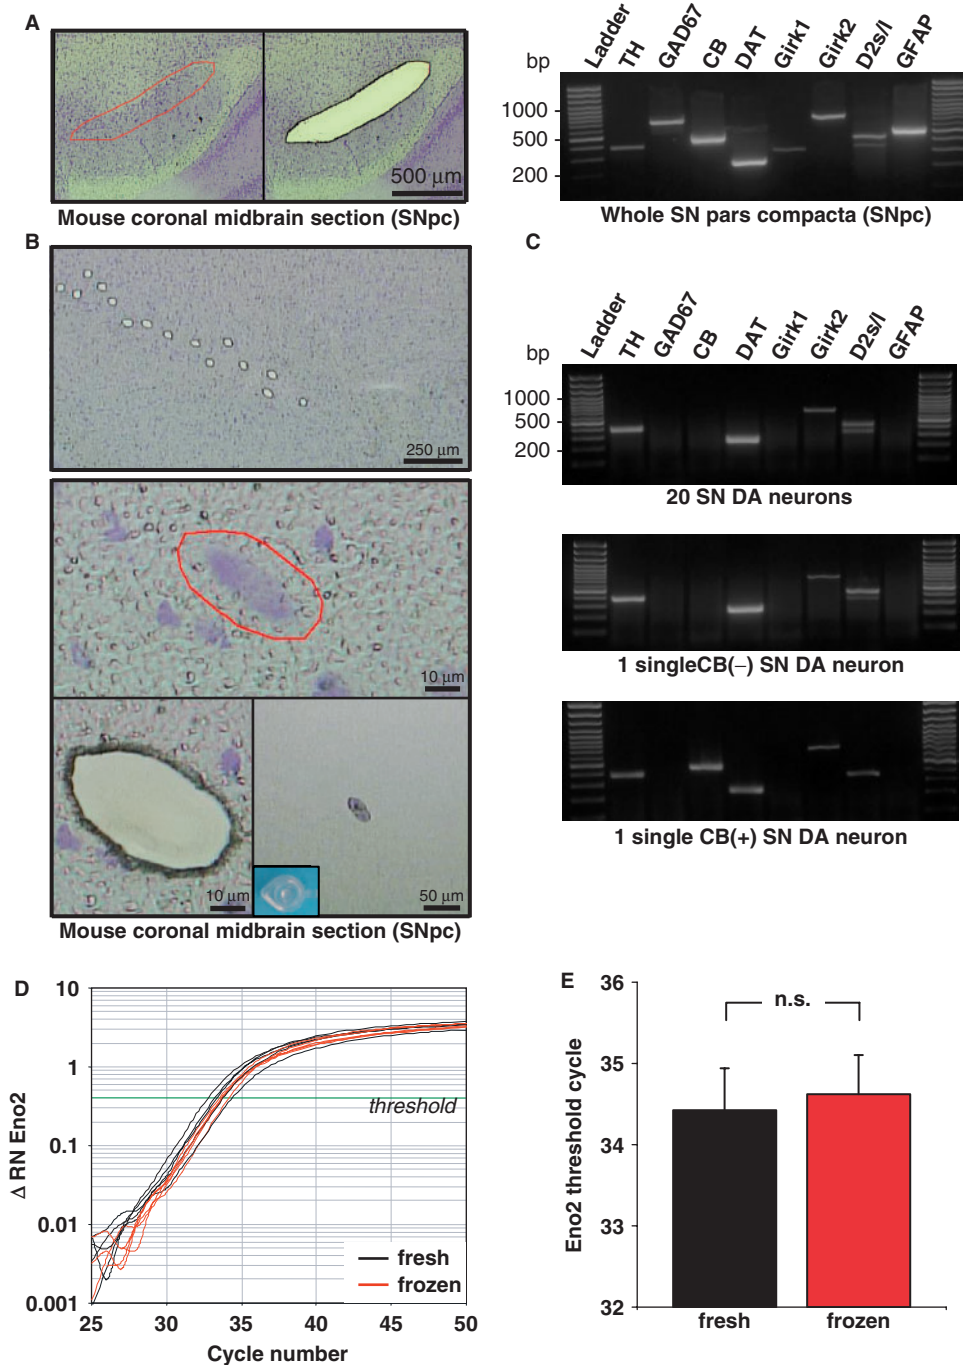 A
500 µm
Mouse coronal midbrain section (SNpc)
Ladder
TH
GAD67
CB
DAT
Girk1
Girk2
D2s/l
GFAP
bp
1000
500
200
Whole SN pars compacta (SNpc)
B
250 µm
10 µm
10 µm
50 µm
Mouse coronal midbrain section (SNpc)
C
Ladder
TH
GAD67
CB
DAT
Girk1
Girk2
D2s/l
GFAP
bp
1000
500
200
20 SN DA neurons
1 singleCB(–) SN DA neuron
1 single CB(+) SN DA neuron
D
10
1
0.1
0.01
0.001
Δ RN Eno2
threshold
fresh
frozen
25 30 35 40 45 50
Cycle number
E
36
35
34
33
32
Eno2 threshold cycle
n.s.
fresh frozen